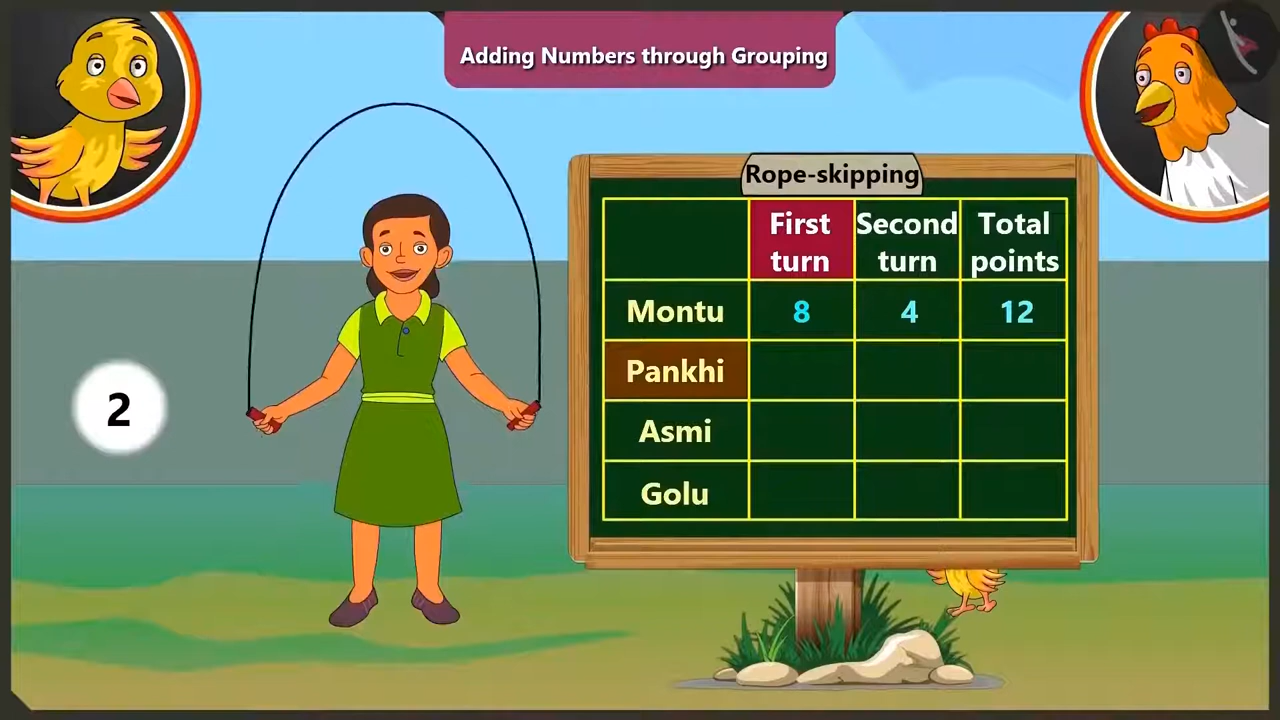 Adding Numbers through Grouping
Rope-skipping
First turn Second turn Total points
Montu 8 4 12
Pankhi
Asmi
Golu
2